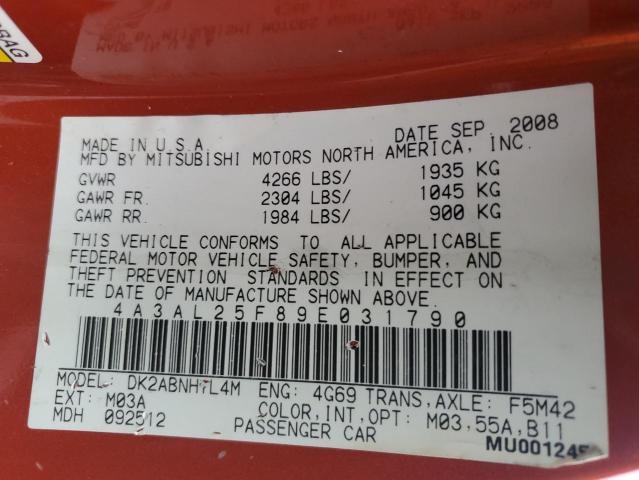 MADE IN U.S.A. DATE SEP, 2008
MFD BY MITSUBISHI MOTORS NORTH AMERICA, INC.
GVWR 4266 LBS/ 1935 KG
GAWR FR. 2304 LBS/ 1045 KG
GAWR RR. 1984 LBS/ 900 KG
THIS VEHICLE CONFORMS TO ALL APPLICABLE
FEDERAL MOTOR VEHICLE SAFETY, BUMPER, AND
THEFT PREVENTION STANDARDS IN EFFECT ON
THE DATE OF MANUFACTURE SHOWN ABOVE.
4A3AL25F89E031790
MODEL: ENG: 4G69 TRANS,AXLE: F5M42
EXT: M03A COLOR,INT,OPT: M03,55A,B11
MDH 092512 PASSENGER CAR